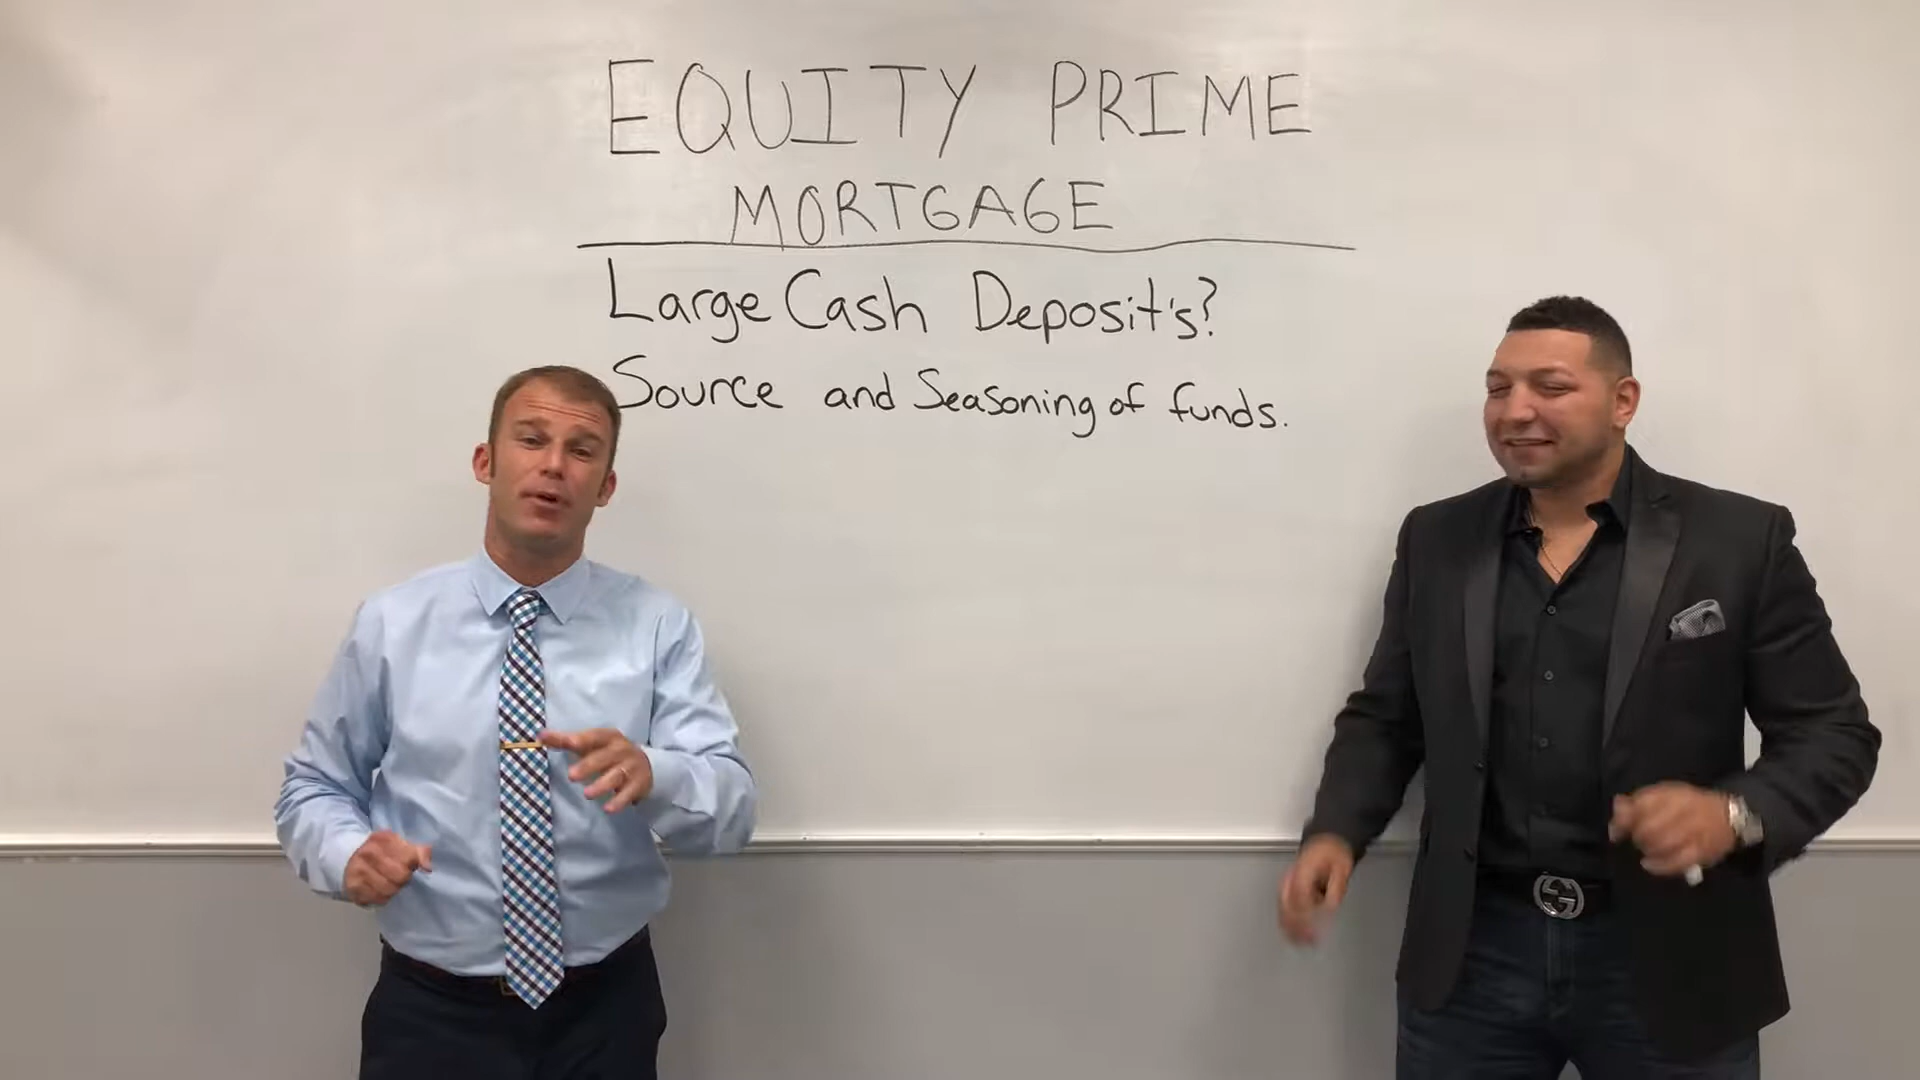 EQUITY PRIME
MORTGAGE
Large Cash Deposit's?
Source and Seasoning of funds.